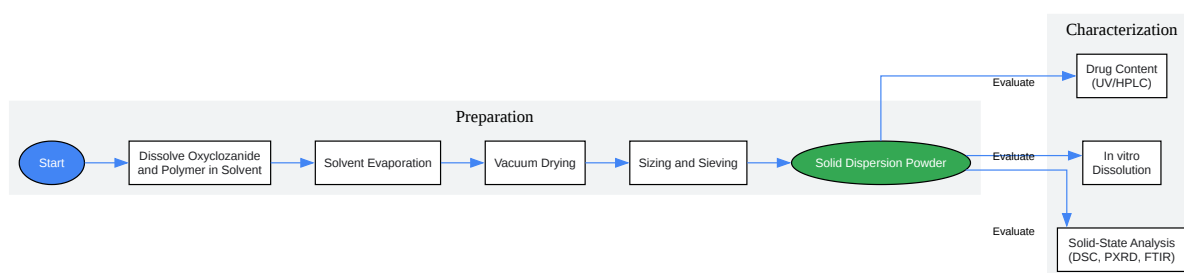 Preparation
Start
Dissolve Oxyclozanide
and Polymer in Solvent
Solvent Evaporation
Vacuum Drying
Sizing and Sieving
Solid Dispersion Powder
Evaluate
Evaluate
Evaluate
Characterization
Drug Content
(UV/HPLC)
In vitro
Dissolution
Solid-State Analysis
(DSC, PXRD, FTIR)